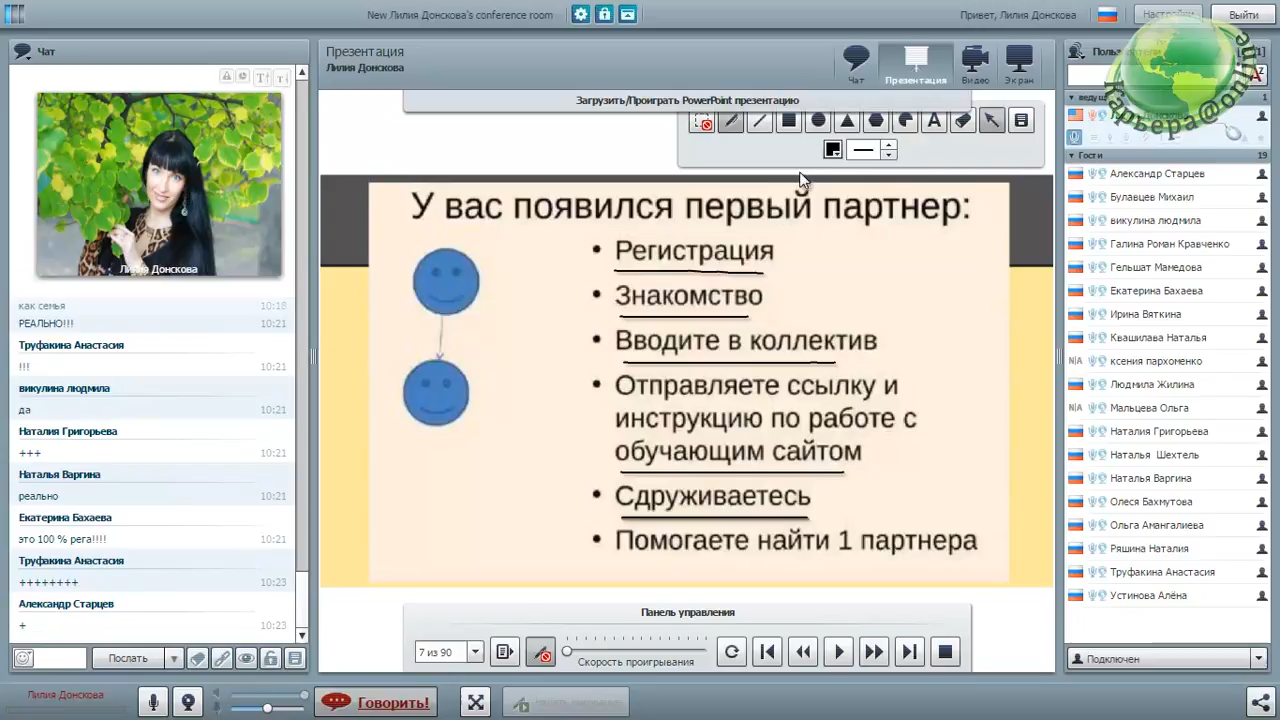 New Лилия Донскова's conference room
Привет, Лилия Донскова
Настройки
Выйти
Чат
Лилия Донскова
как семья 10:18
РЕАЛЬНО!!! 10:21
Труфакина Анастасия
!!! 10:21
викулина людмила
да 10:21
Наталия Григорьева
+++ 10:21
Наталья Варгина
реально 10:21
Екатерина Бахаева
это 100 % рега!!!! 10:21
Труфакина Анастасия
++++++++ 10:23
Александр Старцев
+ 10:23
Послать
Презентация
Лилия Донскова
Чат
Презентация
Видео
Экран
Загрузить/Проиграть PowerPoint презентацию
У вас появился первый партнер:
• Регистрация
• Знакомство
• Вводите в коллектив
• Отправляете ссылку и
инструкцию по работе с
обучающим сайтом
• Сдруживаетесь
• Помогаете найти 1 партнера
Панель управления
7 из 90
Скорость проигрывания
карьера@online
ведущ 1
Гости 19
Александр Старцев
Булавцев Михаил
викулина людмила
Галина Роман Кравченко
Гельшат Мамедова
Екатерина Бахаева
Ирина Вяткина
Квашилава Наталья
N\A ксения пархоменко
Людмила Жилина
N\A Мальцева Ольга
Наталия Григорьева
Наталья Шехтель
Наталья Варгина
Олеся Бахмутова
Ольга Амангалиева
Ряшина Наталия
Труфакина Анастасия
Устинова Алёна
Подключен
Лилия Донскова
Говорить!